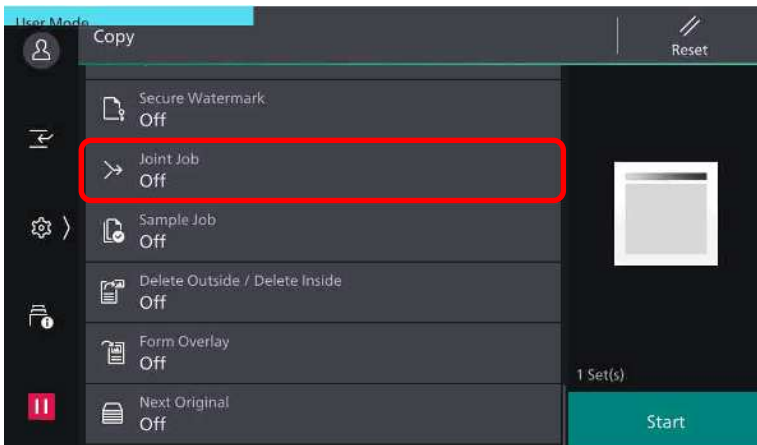 User Mode
Copy
Reset
Secure Watermark
Off
Joint Job
Off
Sample Job
Off
Delete Outside / Delete Inside
Off
Form Overlay
Off
Next Original
Off
1 Set(s)
Start